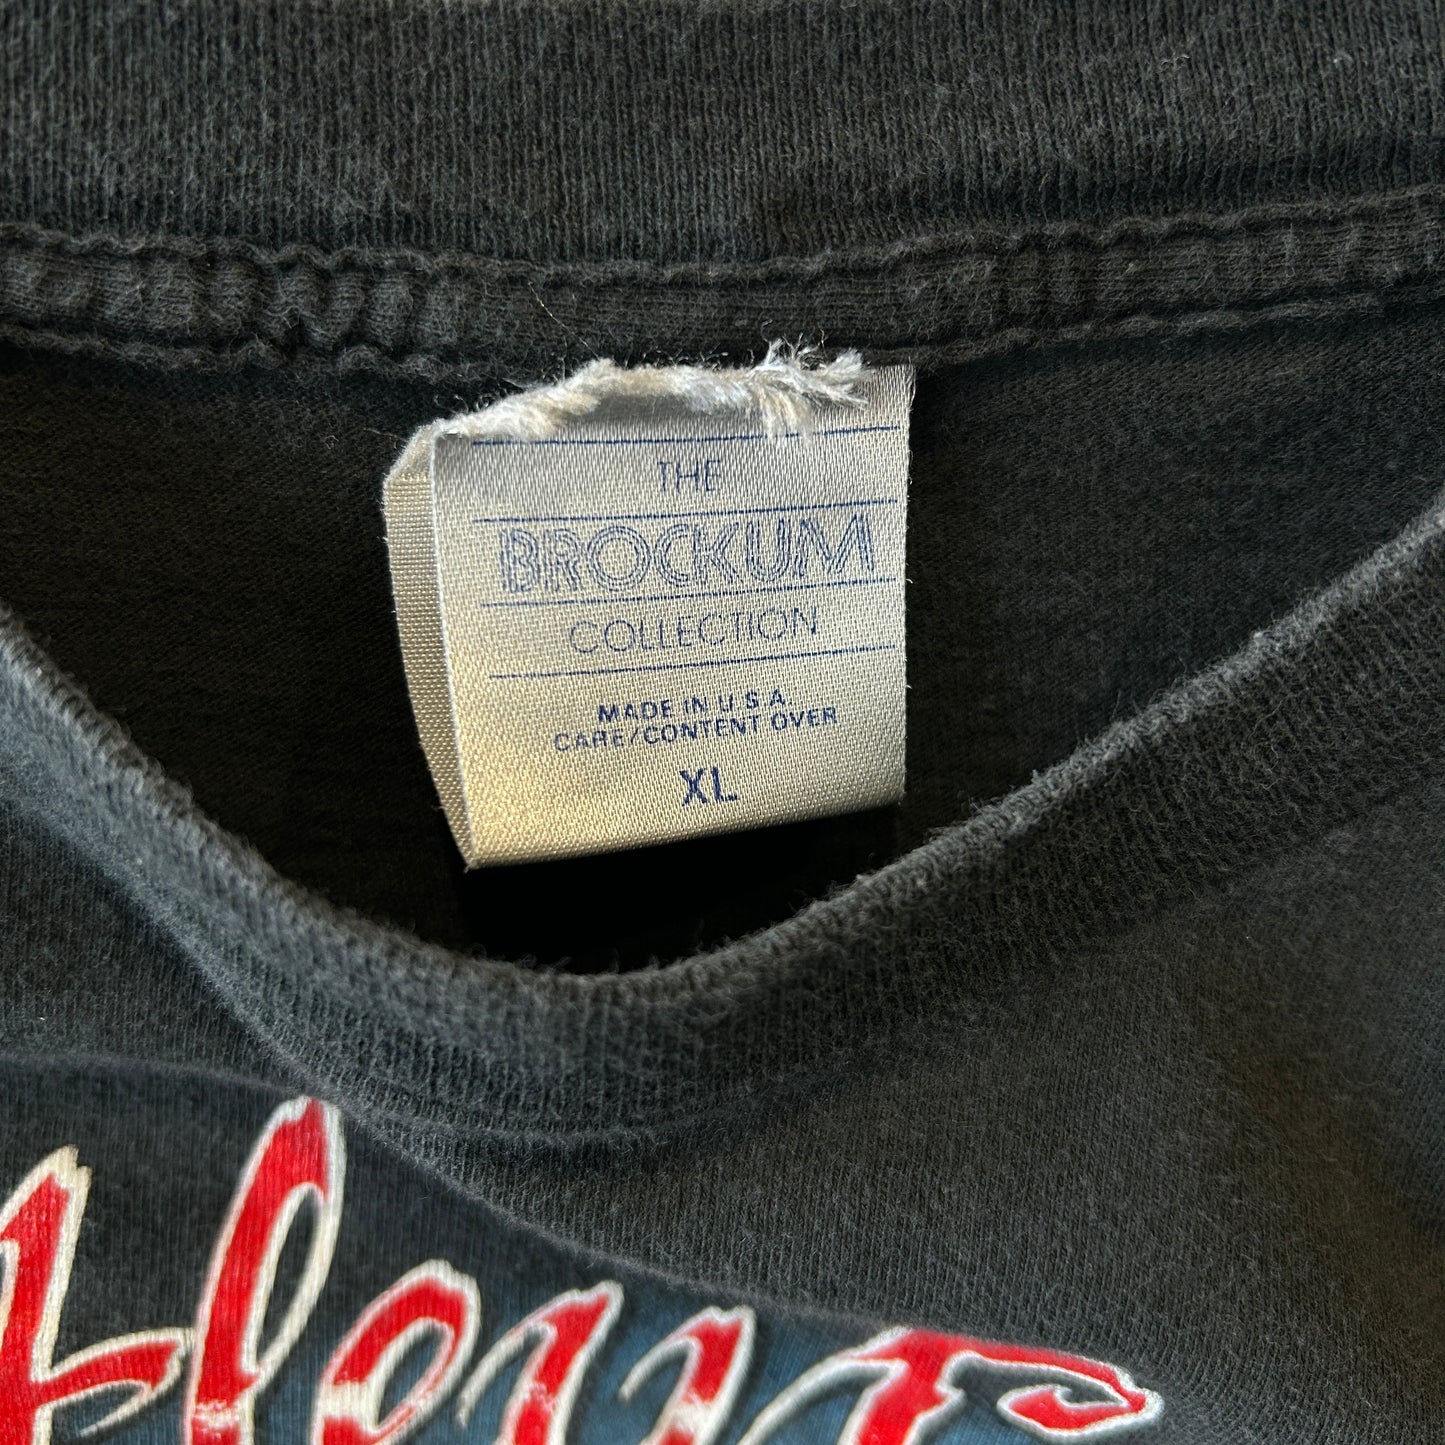 THE
BROCKUM
COLLECTION
MADE IN U.S.A.
CARE/CONTENT OVER
XL